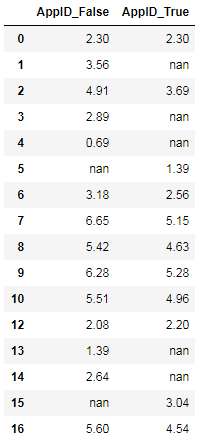 AppID_False AppID_True
0 2.30 2.30
1 3.56 nan
2 4.91 3.69
3 2.89 nan
4 0.69 nan
5 nan 1.39
6 3.18 2.56
7 6.65 5.15
8 5.42 4.63
9 6.28 5.28
10 5.51 4.96
12 2.08 2.20
13 1.39 nan
14 2.64 nan
15 nan 3.04
16 5.60 4.54